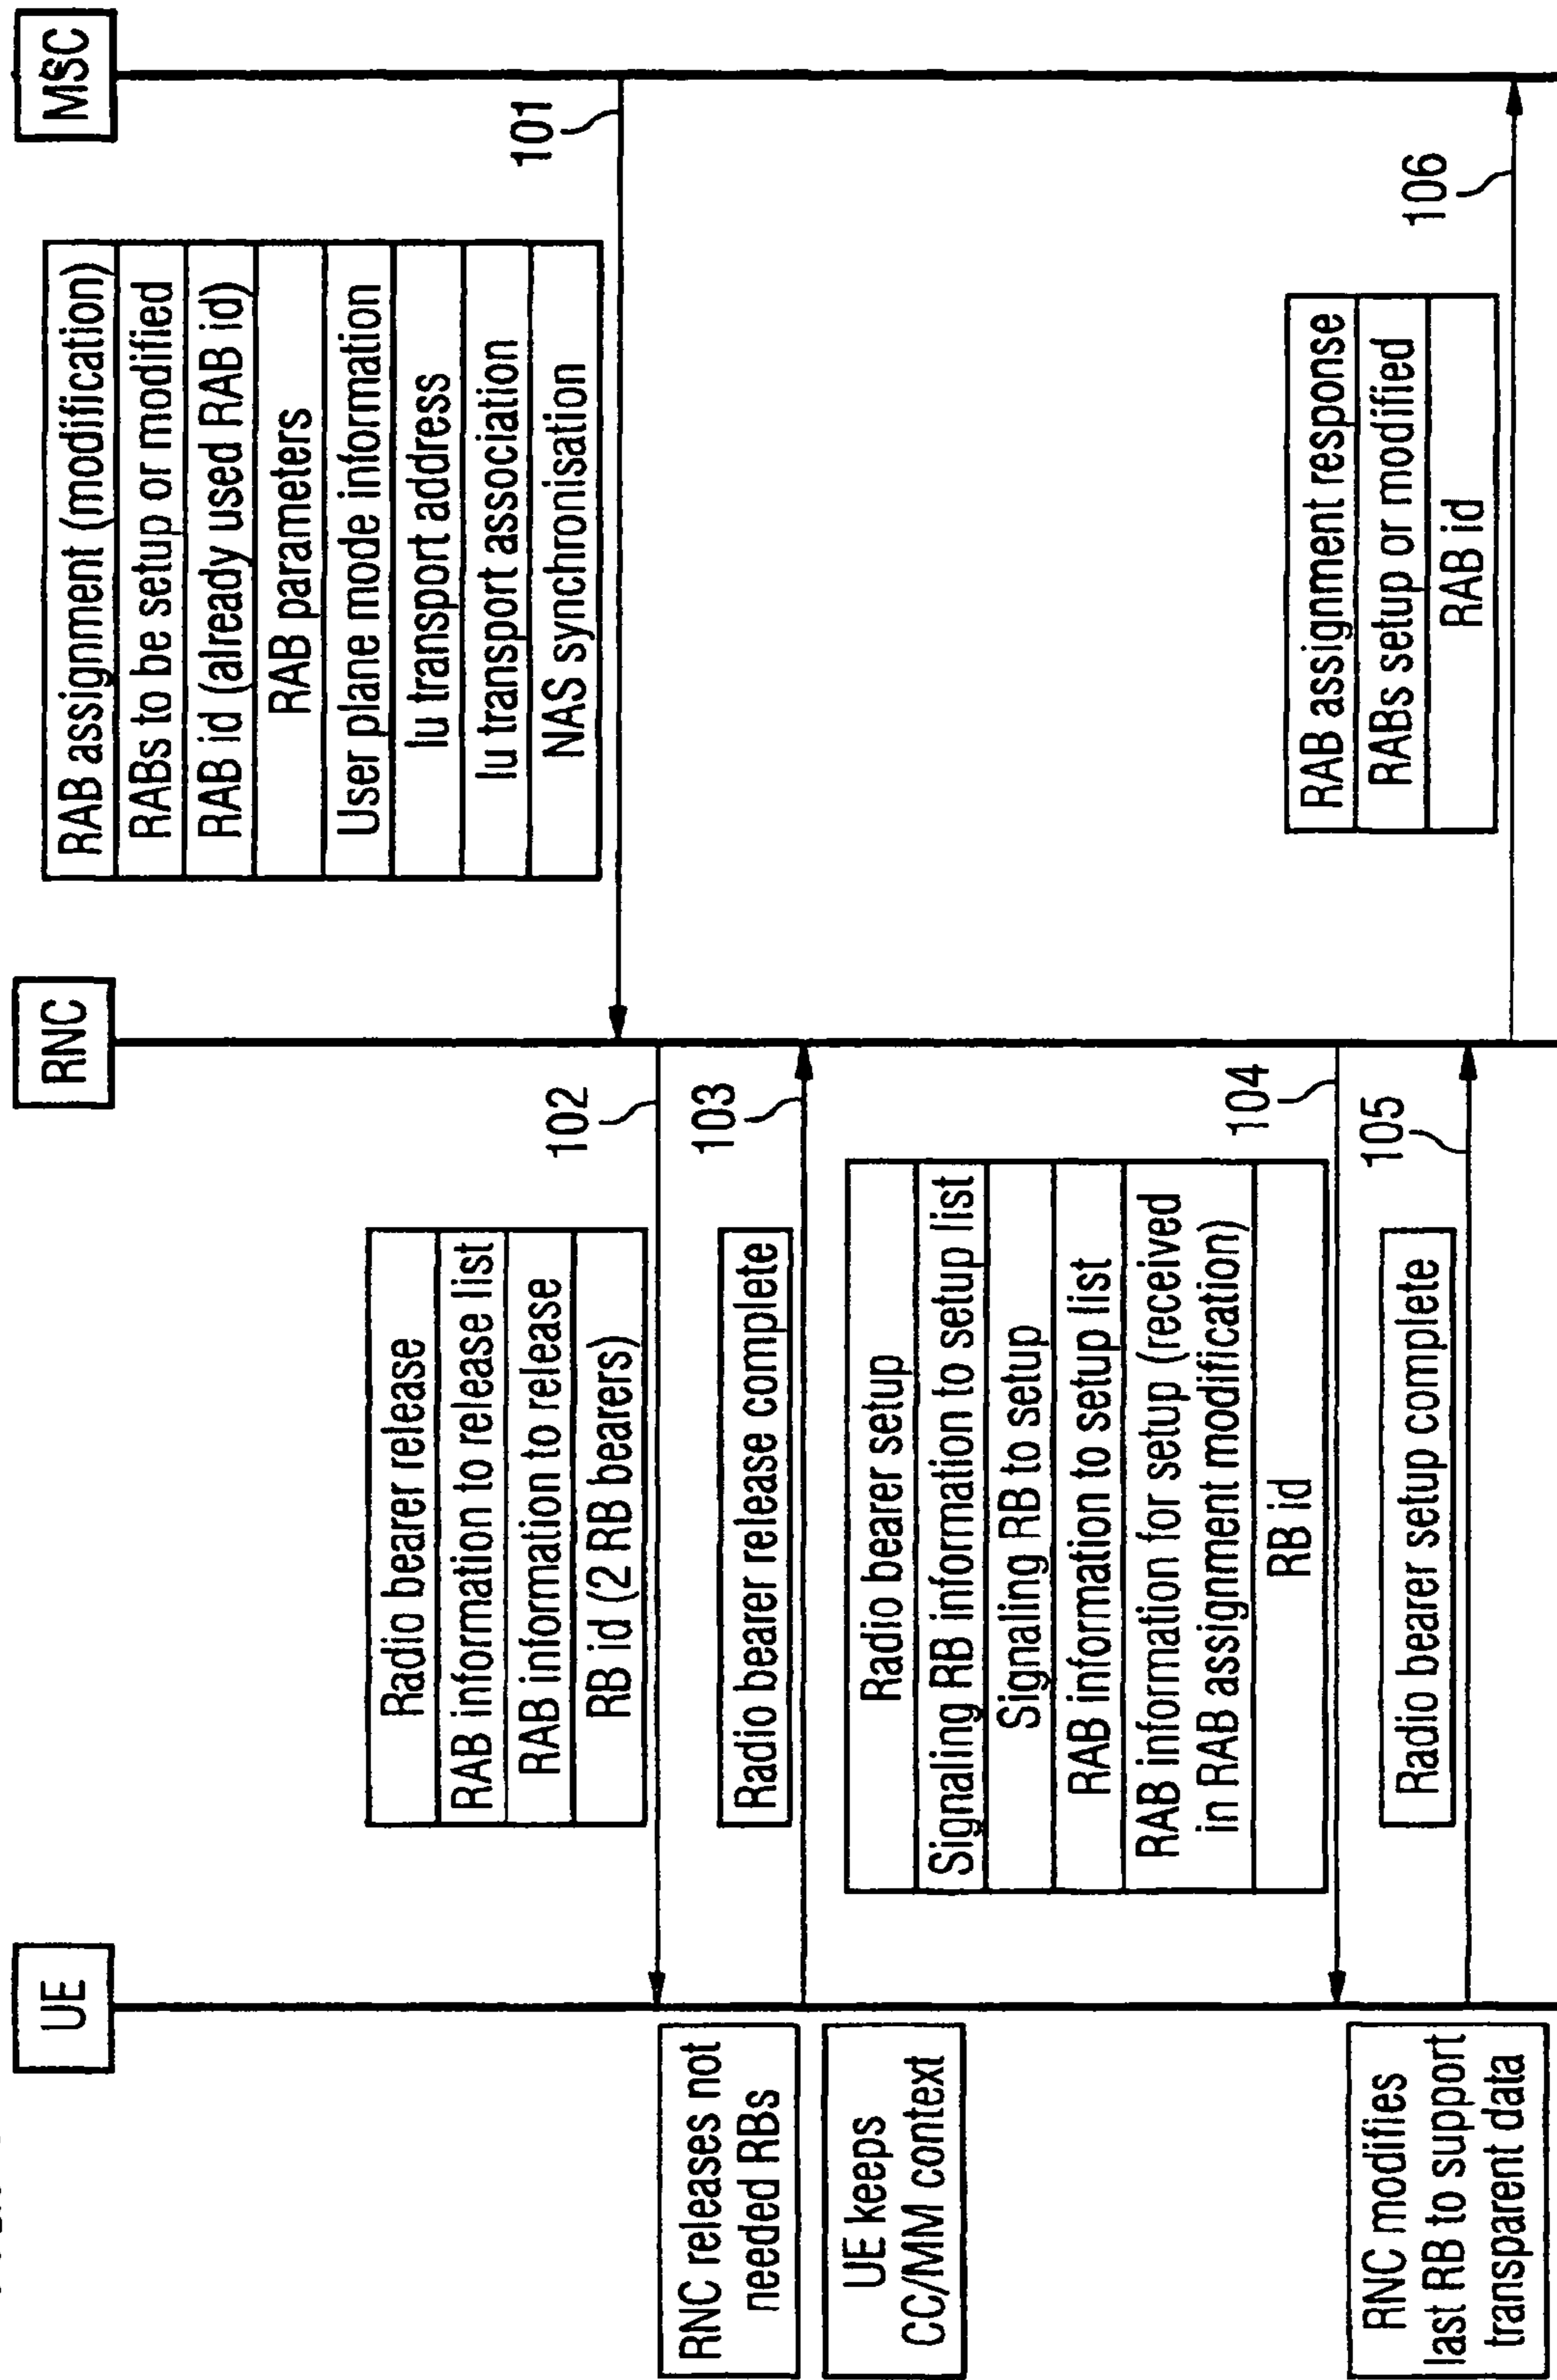 UE
RNC
MSC
RAB assignment (modification)
RABs to be setup or modified
RAB id (already used RAB id)
RAB parameters
User plane mode information
Iu transport address
Iu transport association
NAS synchronisation
101
Radio bearer release
RAB information to release list
RAB information to release
RB id (2 RB bearers)
102
RNC releases not
needed RBs
Radio bearer release complete
103
UE keeps
CC/MM context
Radio bearer setup
Signaling RB information to setup list
Signaling RB to setup
RAB information to setup list
RAB information for setup (received
in RAB assignment modification)
RB id
104
RNC modifies
last RB to support
transparent data
Radio bearer setup complete
105
RAB assignment response
RABs setup or modified
RAB id
106